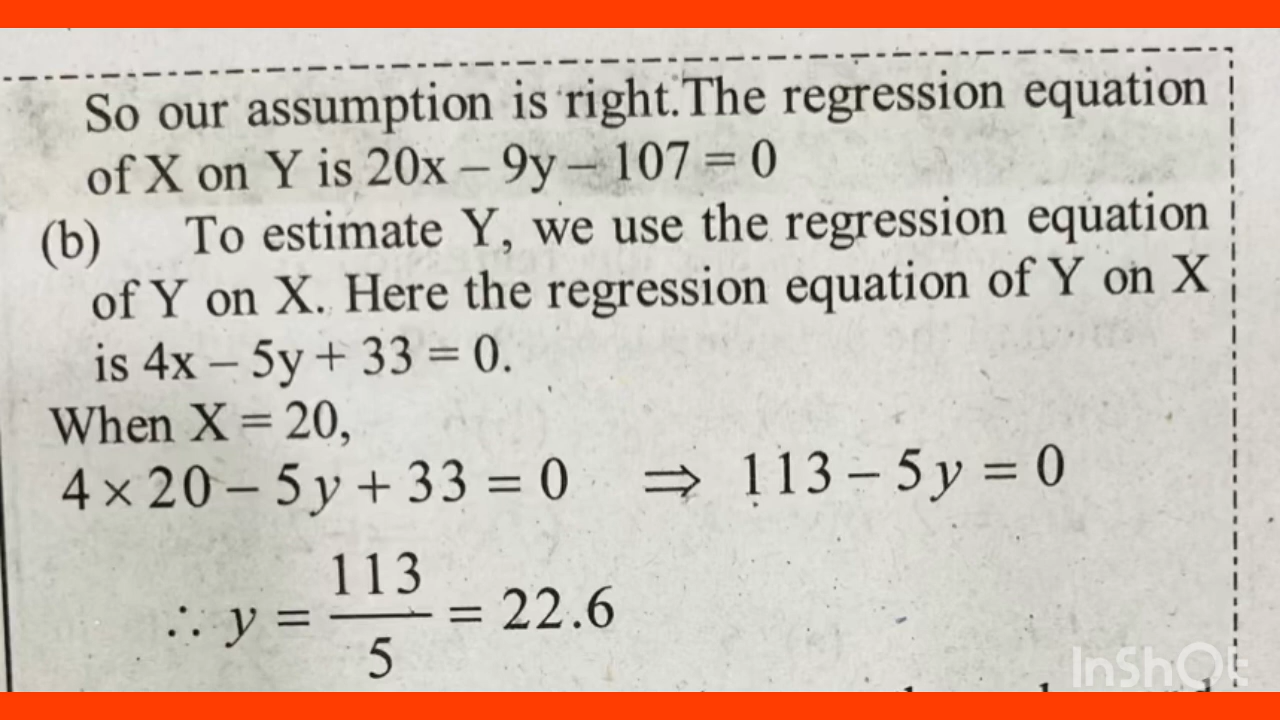 So our assumption is right. The regression equation
of X on Y is 20x – 9y – 107 = 0
(b) To estimate Y, we use the regression equation
of Y on X. Here the regression equation of Y on X
is 4x – 5y + 33 = 0.
When X = 20,
4 × 20 – 5y + 33 = 0 ⇒ 113 – 5y = 0
∴ y = 113/5 = 22.6
InShOt